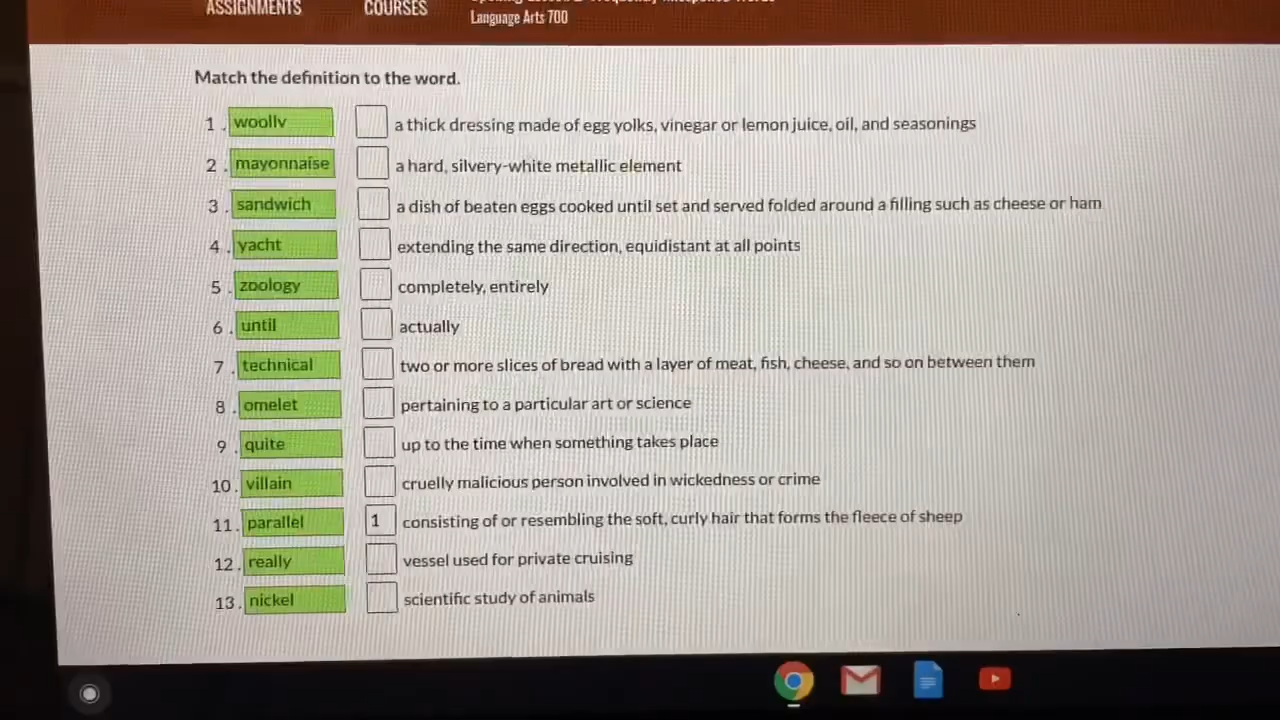 ASSIGNMENTS COURSES
Language Arts 700
Match the definition to the word.
1. woolly a thick dressing made of egg yolks, vinegar or lemon juice, oil, and seasonings
2. mayonnaise a hard, silvery-white metallic element
3. sandwich a dish of beaten eggs cooked until set and served folded around a filling such as cheese or ham
4. yacht extending the same direction, equidistant at all points
5. zoology completely, entirely
6. until actually
7. technical two or more slices of bread with a layer of meat, fish, cheese, and so on between them
8. omelet pertaining to a particular art or science
9. quite up to the time when something takes place
10. villain cruelly malicious person involved in wickedness or crime
11. parallel 1 consisting of or resembling the soft, curly hair that forms the fleece of sheep
12. really vessel used for private cruising
13. nickel scientific study of animals